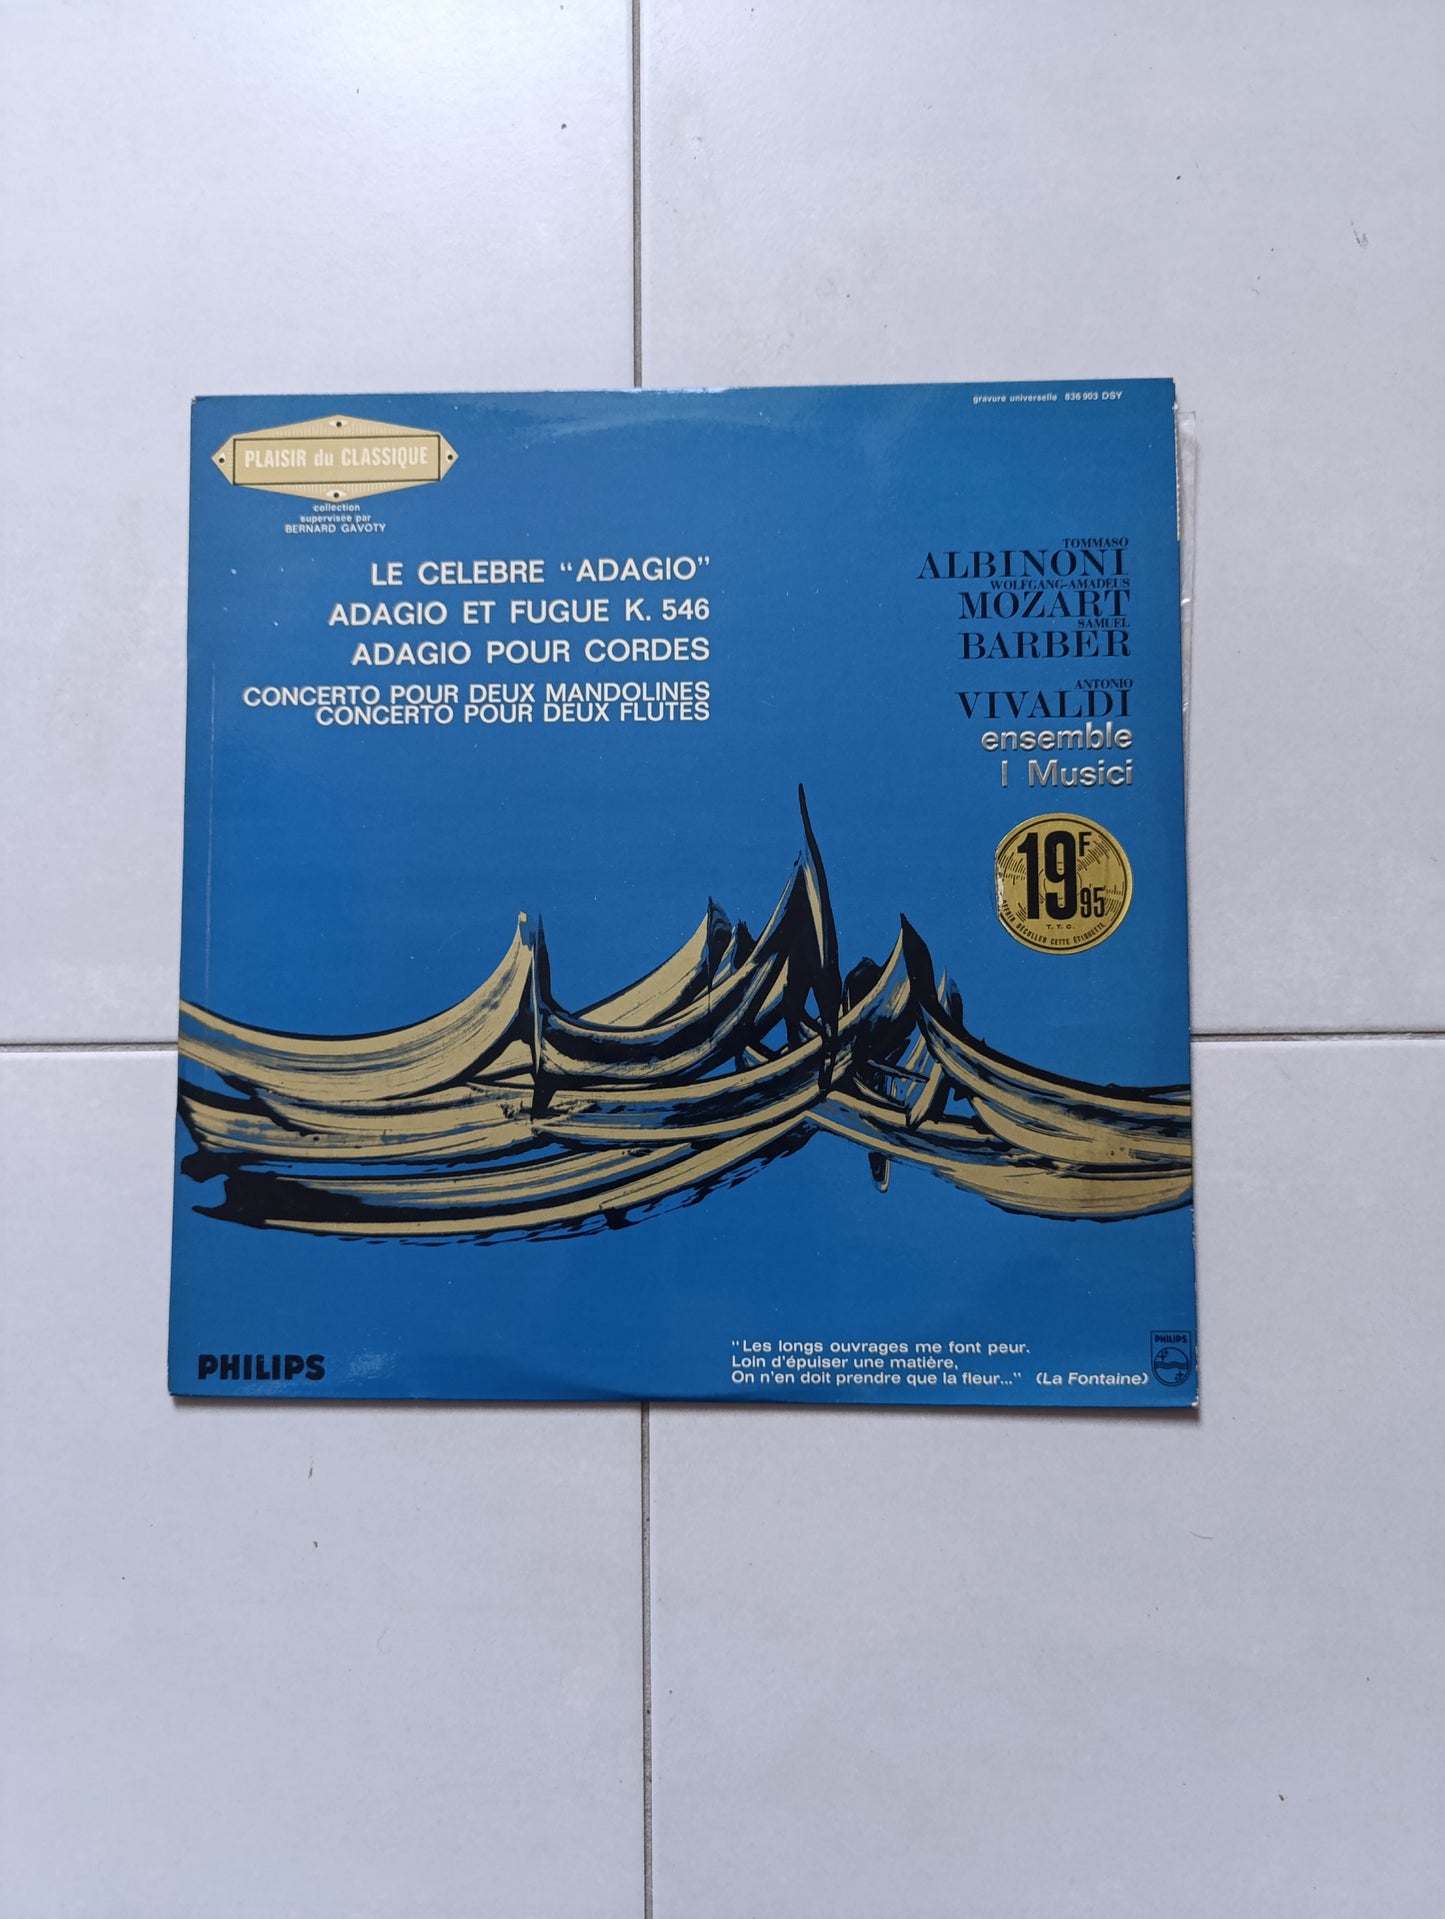 gravure universelle 836 903 DSY
PLAISIR du CLASSIQUE
collection
supervisée par
BERNARD GAVOTY
LE CELEBRE "ADAGIO"
ADAGIO ET FUGUE K. 546
ADAGIO POUR CORDES
CONCERTO POUR DEUX MANDOLINES
CONCERTO POUR DEUX FLUTES
TOMMASO
ALBINONI
WOLFGANG-AMADEUS
MOZART
SAMUEL
BARBER
ANTONIO
VIVALDI
ensemble
I Musici
19F95
T.T.C.
DÉCOLLER CETTE ÉTIQUETTE
PHILIPS
"Les longs ouvrages me font peur.
Loin d'épuiser une matière,
On n'en doit prendre que la fleur..." (La Fontaine)
PHILIPS